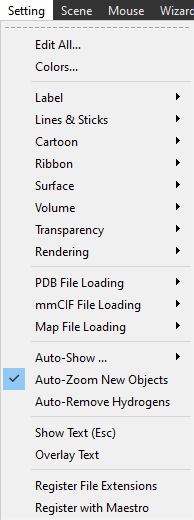 Setting Scene Mouse Wizard
Edit All...
Colors...
Label
Lines & Sticks
Cartoon
Ribbon
Surface
Volume
Transparency
Rendering
PDB File Loading
mmCIF File Loading
Map File Loading
Auto-Show ...
Auto-Zoom New Objects
Auto-Remove Hydrogens
Show Text (Esc)
Overlay Text
Register File Extensions
Register with Maestro